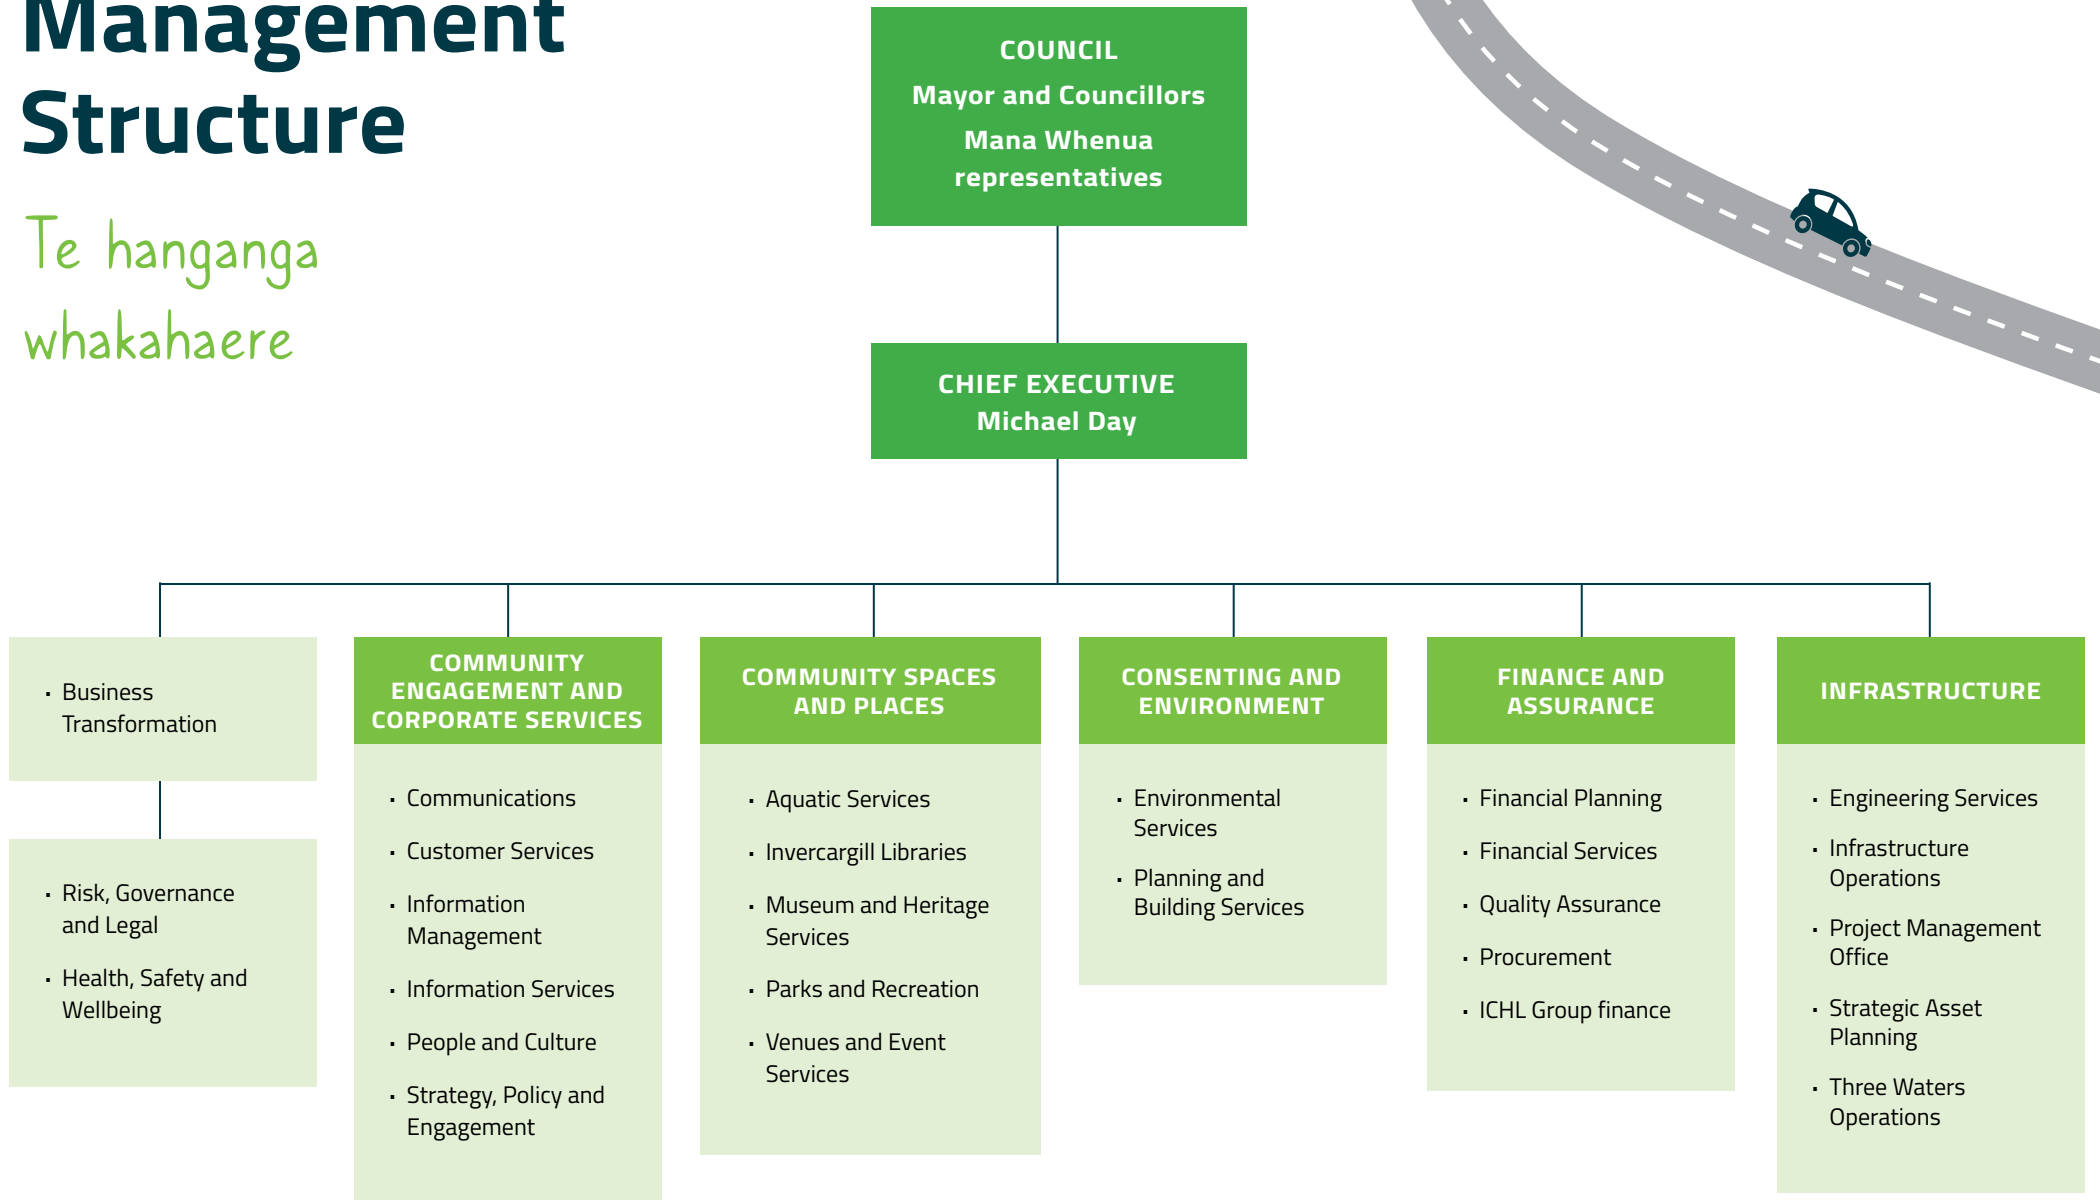 Management
Structure
Te hanganga
whakahaere
COUNCIL
Mayor and Councillors
Mana Whenua
representatives
CHIEF EXECUTIVE
Michael Day
· Business
Transformation
· Risk, Governance
and Legal
· Health, Safety and
Wellbeing
COMMUNITY
ENGAGEMENT AND
CORPORATE SERVICES
· Communications
· Customer Services
· Information
Management
· Information Services
· People and Culture
· Strategy, Policy and
Engagement
COMMUNITY SPACES
AND PLACES
· Aquatic Services
· Invercargill Libraries
· Museum and Heritage
Services
· Parks and Recreation
· Venues and Event
Services
CONSENTING AND
ENVIRONMENT
· Environmental
Services
· Planning and
Building Services
FINANCE AND
ASSURANCE
· Financial Planning
· Financial Services
· Quality Assurance
· Procurement
· ICHL Group finance
INFRASTRUCTURE
· Engineering Services
· Infrastructure
Operations
· Project Management
Office
· Strategic Asset
Planning
· Three Waters
Operations